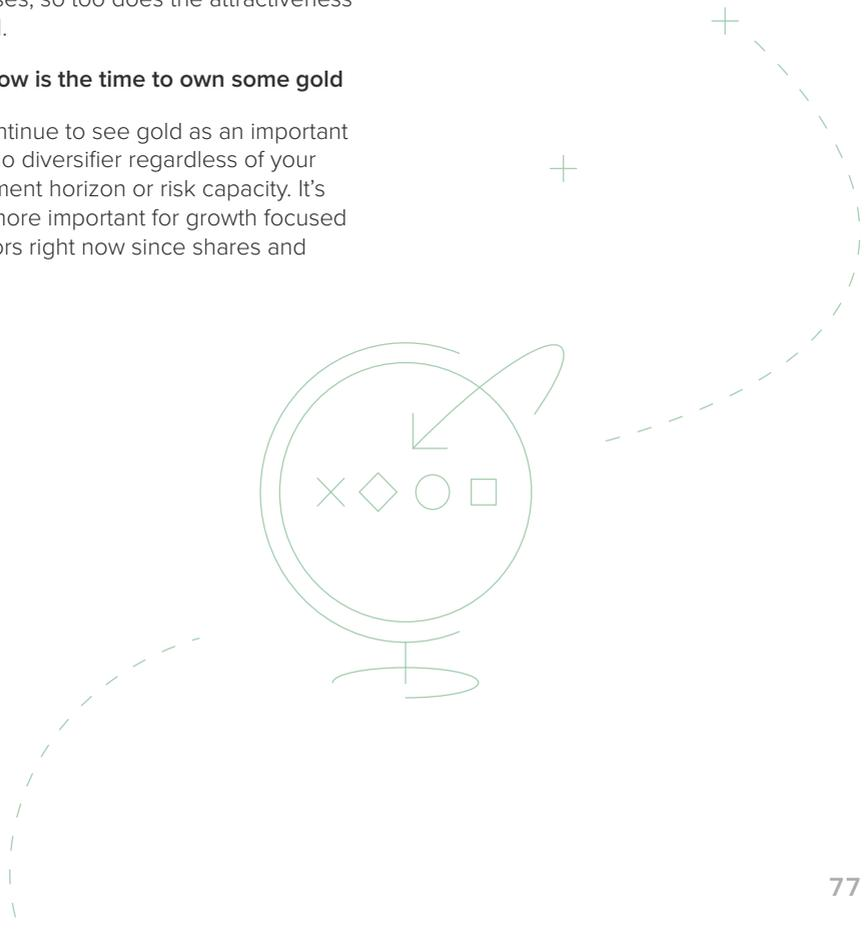 ses, so too does the attractiveness
l.
ow is the time to own some gold
ntinue to see gold as an important
o diversifier regardless of your
ment horizon or risk capacity. It’s
more important for growth focused
ors right now since shares and
77